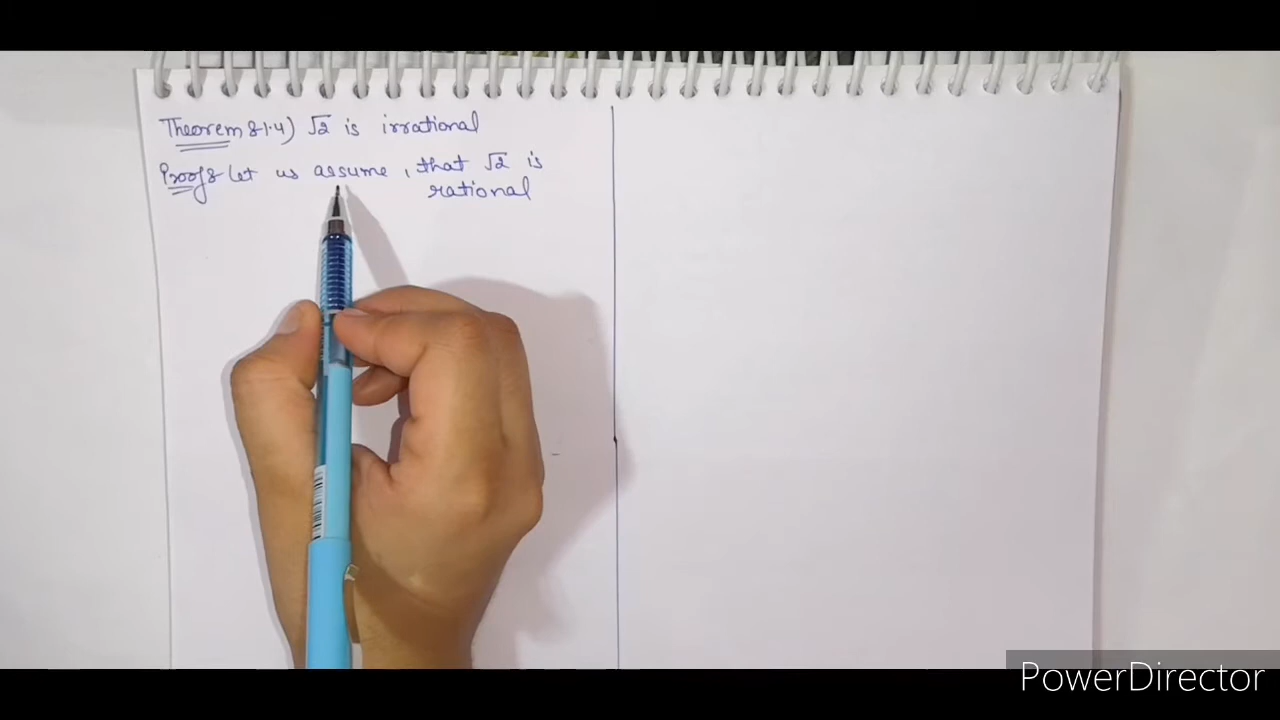 Theorem 8.1.4) √2 is irrational
Proof: Let us assume, that √2 is
rational
PowerDirector